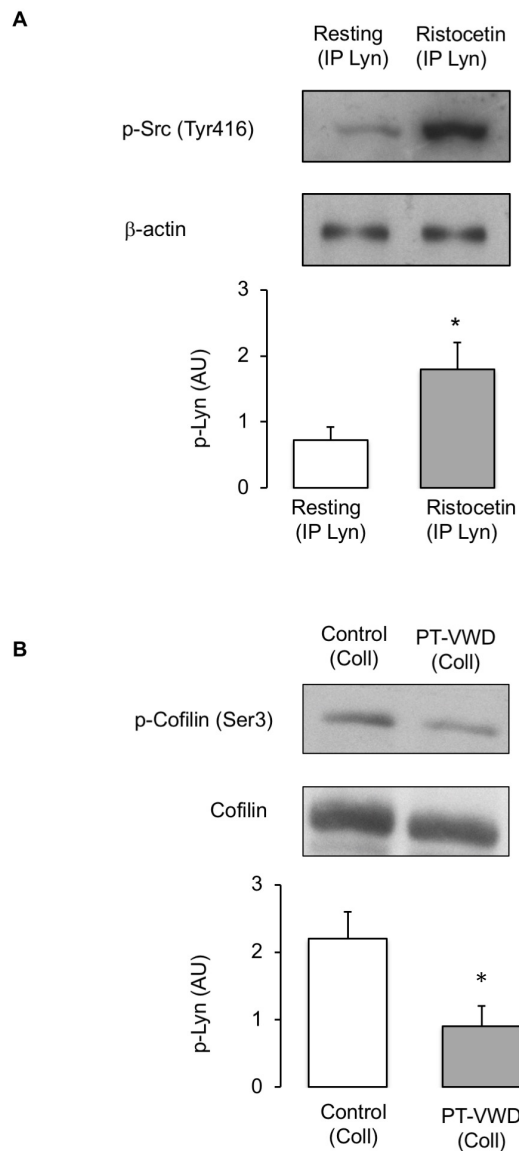 A
Resting Ristocetin
(IP Lyn) (IP Lyn)
p-Src (Tyr416)
β-actin
3
*
2
p-Lyn (AU)
1
0
Resting Ristocetin
(IP Lyn) (IP Lyn)
B
Control PT-VWD
(Coll) (Coll)
p-Cofilin (Ser3)
Cofilin
3
2
*
p-Lyn (AU)
1
0
Control PT-VWD
(Coll) (Coll)